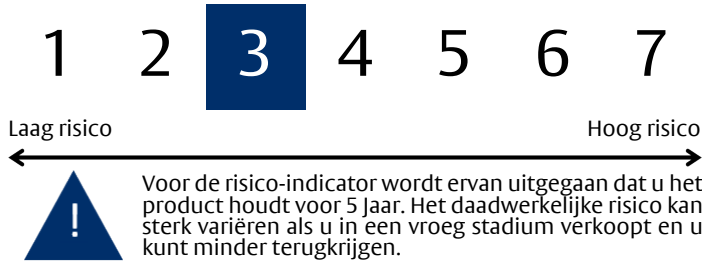 1 2 3 4 5 6 7
Laag risico Hoog risico
!
Voor de risico-indicator wordt ervan uitgegaan dat u het
product houdt voor 5 Jaar. Het daadwerkelijke risico kan
sterk variëren als u in een vroeg stadium verkoopt en u
kunt minder terugkrijgen.